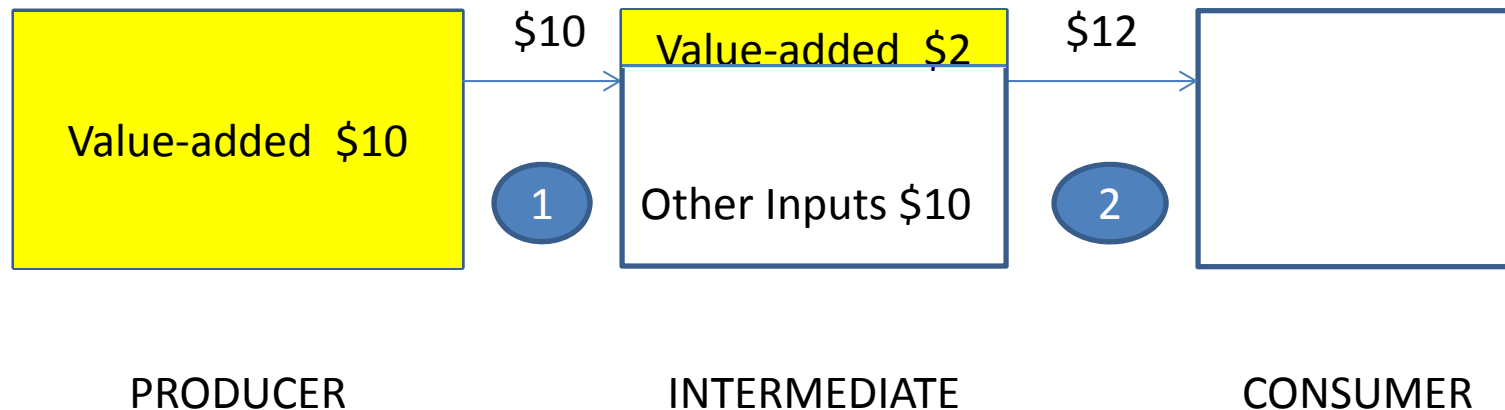 $10
$12
Value-added  $2
Value-added  $10
1
Other Inputs $10
2
PRODUCER
INTERMEDIATE
CONSUMER